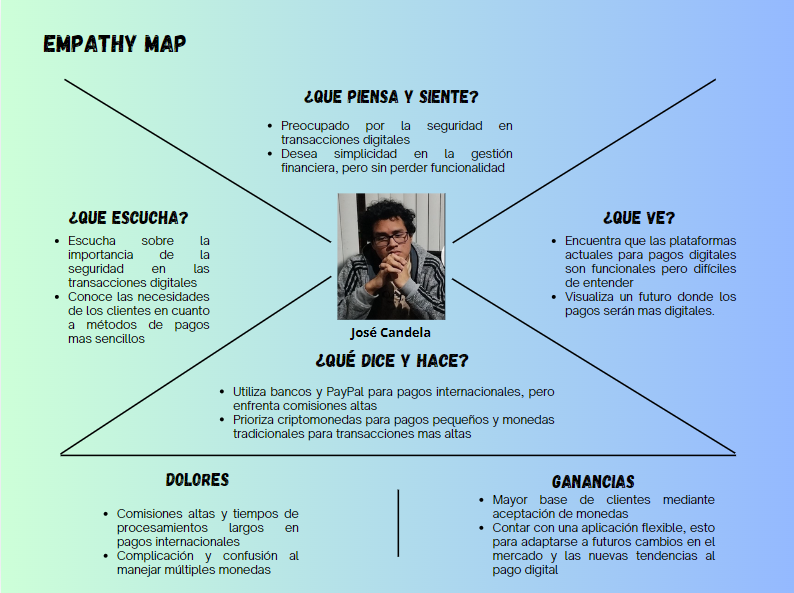 EMPATHY MAP
¿QUE PIENSA Y SIENTE?
• Preocupado por la seguridad en
transacciones digitales
• Desea simplicidad en la gestión
financiera, pero sin perder funcionalidad
¿QUE ESCUCHA?
• Escucha sobre la
importancia de la
seguridad en las
transacciones digitales
• Conoce las necesidades
de los clientes en cuanto
a métodos de pagos
mas sencillos
¿QUE VE?
• Encuentra que las plataformas
actuales para pagos digitales
son funcionales pero difíciles
de entender
• Visualiza un futuro donde los
pagos serán mas digitales.
José Candela
¿QUÉ DICE Y HACE?
• Utiliza bancos y PayPal para pagos internacionales, pero
enfrenta comisiones altas
• Prioriza criptomonedas para pagos pequeños y monedas
tradicionales para transacciones mas altas
DOLORES
• Comisiones altas y tiempos de
procesamientos largos en
pagos internacionales
• Complicación y confusión al
manejar múltiples monedas
GANANCIAS
• Mayor base de clientes mediante
aceptación de monedas
• Contar con una aplicación flexible, esto
para adaptarse a futuros cambios en el
mercado y las nuevas tendencias al
pago digital